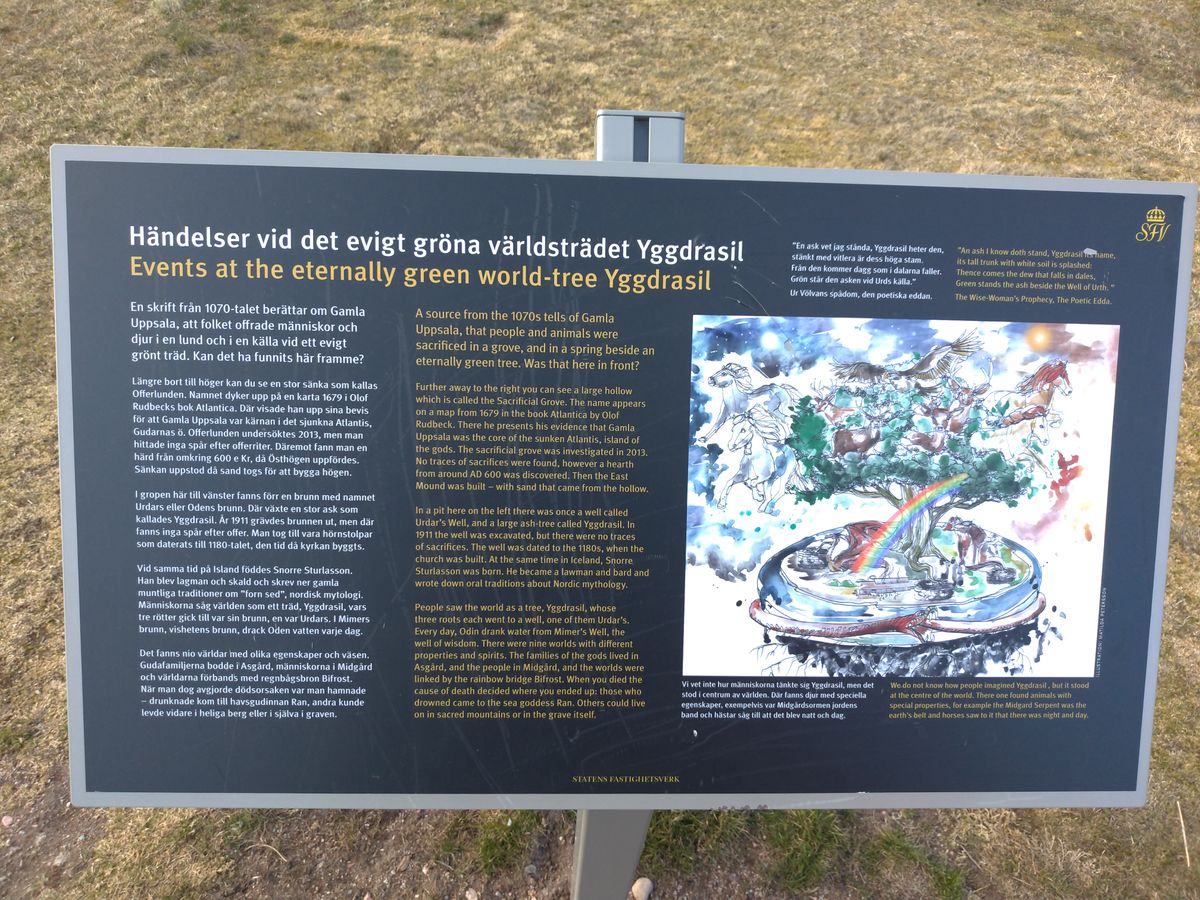 Händelser vid det evigt gröna världsträdet Yggdrasil
Events at the eternally green world-tree Yggdrasil
En skrift från 1070-talet berättar om Gamla
Uppsala, att folket offrade människor och
djur i en lund och i en källa vid ett evigt
grönt träd. Kan det ha funnits här framme?
Längre bort till höger kan du se en stor sänka som kallas
Offerlunden. Namnet dyker upp på en karta 1679 i Olof
Rudbecks bok Atlantica. Där visade han upp sina bevis
för att Gamla Uppsala var kärnan i det sjunkna Atlantis,
Gudarnas ö. Offerlunden undersöktes 2013, men man
hittade inga spår efter offerriter. Däremot fann man en
härd från omkring 600 e Kr, då Östhögen uppfördes.
Sänkan uppstod då sand togs för att bygga högen.
I gropen här till vänster fanns förr en brunn med namnet
Urdars eller Odens brunn. Där växte en stor ask som
kallades Yggdrasil. År 1911 grävdes brunnen ut, men där
fanns inga spår efter offer. Man tog till vara hörnstolpar
som daterats till 1180-talet, den tid då kyrkan byggts.
Vid samma tid på Island föddes Snorre Sturlasson.
Han blev lagman och skald och skrev ner gamla
muntliga traditioner om ”forn sed”, nordisk mytologi.
Människorna såg världen som ett träd, Yggdrasil, vars
tre rötter gick till var sin brunn, en var Urdars. I Mimers
brunn, vishetens brunn, drack Oden vatten varje dag.
Det fanns nio världar med olika egenskaper och väsen.
Gudafamiljerna bodde i Asgård, människorna i Midgård
och världarna förbands med regnbågsbron Bifrost.
När man dog avgjorde dödsorsaken var man hamnade
– drunknade kom till havsgudinnan Ran, andra kunde
levde vidare i heliga berg eller i själva i graven.
A source from the 1070s tells of Gamla
Uppsala, that people and animals were
sacrificed in a grove, and in a spring beside an
eternally green tree. Was that here in front?
Further away to the right you can see a large hollow
which is called the Sacrificial Grove. The name appears
on a map from 1679 in the book Atlantica by Olof
Rudbeck. There he presents his evidence that Gamla
Uppsala was the core of the sunken Atlantis, island of
the gods. The sacrificial grove was investigated in 2013.
No traces of sacrifices were found, however a hearth
from around AD 600 was discovered. Then the East
Mound was built – with sand that came from the hollow.
In a pit here on the left there was once a well called
Urdar's Well, and a large ash-tree called Yggdrasil. In
1911 the well was excavated, but there were no traces
of sacrifices. The well was dated to the 1180s, when the
church was built. At the same time in Iceland, Snorre
Sturlasson was born. He became a lawman and bard and
wrote down oral traditions about Nordic mythology.
People saw the world as a tree, Yggdrasil, whose
three roots each went to a well, one of them Urdar's.
Every day, Odin drank water from Mimer's Well, the
well of wisdom. There were nine worlds with different
properties and spirits. The families of the gods lived in
Asgård, and the people in Midgård, and the worlds were
linked by the rainbow bridge Bifrost. When you died the
cause of death decided where you ended up: those who
drowned came to the sea goddess Ran. Others could live
on in sacred mountains or in the grave itself.
”En ask vet jag stånda, Yggdrasil heter den,
stänkt med vitlera är dess höga stam.
Från den kommer dagg som i dalarna faller.
Grön står den asken vid Urds källa.”
Ur Völvans spådom, den poetiska eddan.
”An ash I know doth stand, Yggdrasil its name,
its tall trunk with white soil is splashed:
Thence comes the dew that falls in dales,
Green stands the ash beside the Well of Urth. ”
The Wise-Woman's Prophecy, The Poetic Edda.
SFV
ILLUSTRATION: MATILDA PETERSSON
Vi vet inte hur människorna tänkte sig Yggdrasil, men det
stod i centrum av världen. Där fanns djur med speciella
egenskaper, exempelvis var Midgårdsormen jordens
band och hästar såg till att det blev natt och dag.
We do not know how people imagined Yggdrasil , but it stood
at the centre of the world. There one found animals with
special properties, for example the Midgard Serpent was the
earth's belt and horses saw to it that there was night and day.
STATENS FASTIGHETSVERK